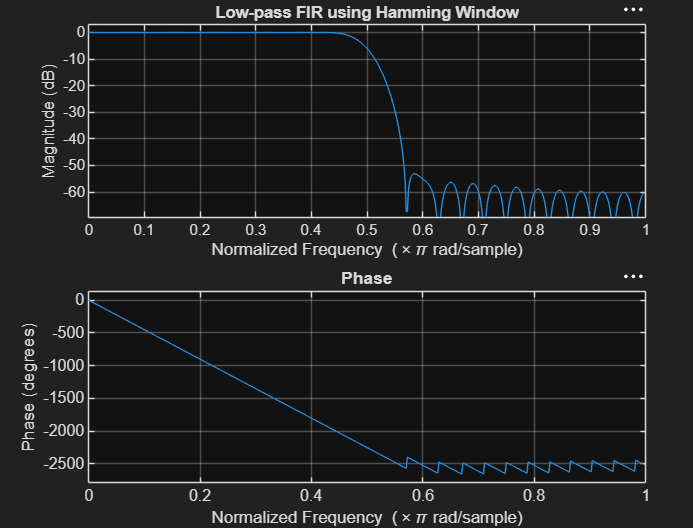 Low-pass FIR using Hamming Window
0
-10
-20
-30
-40
-50
-60
Magnitude (dB)
0 0.1 0.2 0.3 0.4 0.5 0.6 0.7 0.8 0.9 1
Normalized Frequency (× π rad/sample)
Phase
0
-500
-1000
-1500
-2000
-2500
Phase (degrees)
0 0.2 0.4 0.6 0.8 1
Normalized Frequency (× π rad/sample)